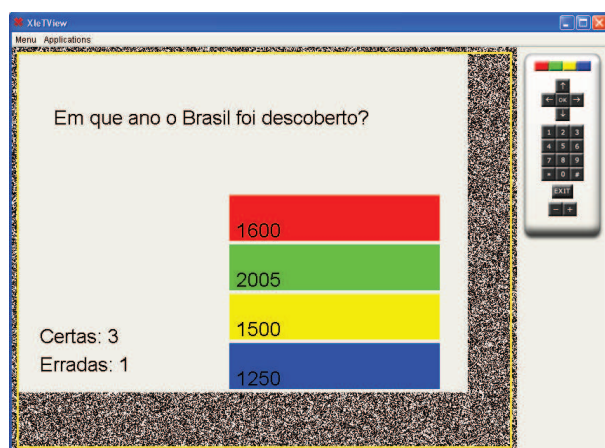 XleTView
Menu Applications
Em que ano o Brasil foi descoberto?
1600
2005
1500
1250
Certas: 3
Erradas: 1
↑
← OK →
↓
1 2 3
4 5 6
7 8 9
* 0 #
EXIT
− +